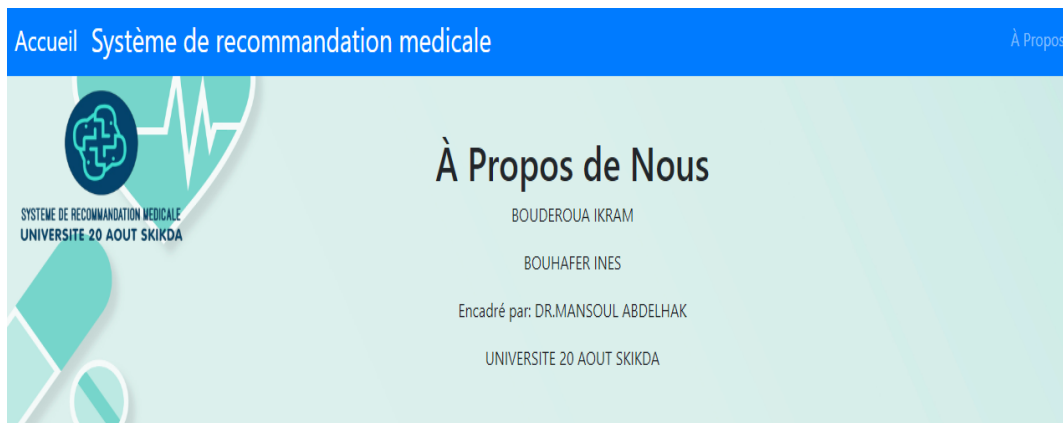 Accueil Système de recommandation medicale
À Propos
SYSTEME DE RECOMMANDATION MEDICALE
UNIVERSITE 20 AOUT SKIKDA
À Propos de Nous
BOUDEROUA IKRAM
BOUHAFER INES
Encadré par: DR.MANSOUL ABDELHAK
UNIVERSITE 20 AOUT SKIKDA